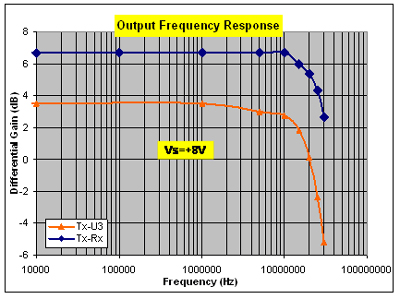 Output Frequency Response
8
6
4
2
0
-2
-4
-6
Differential Gain (dB)
Vs=+8V
Tx-U3
Tx-Rx
10000 100000 1000000 10000000 100000000
Frequency (Hz)